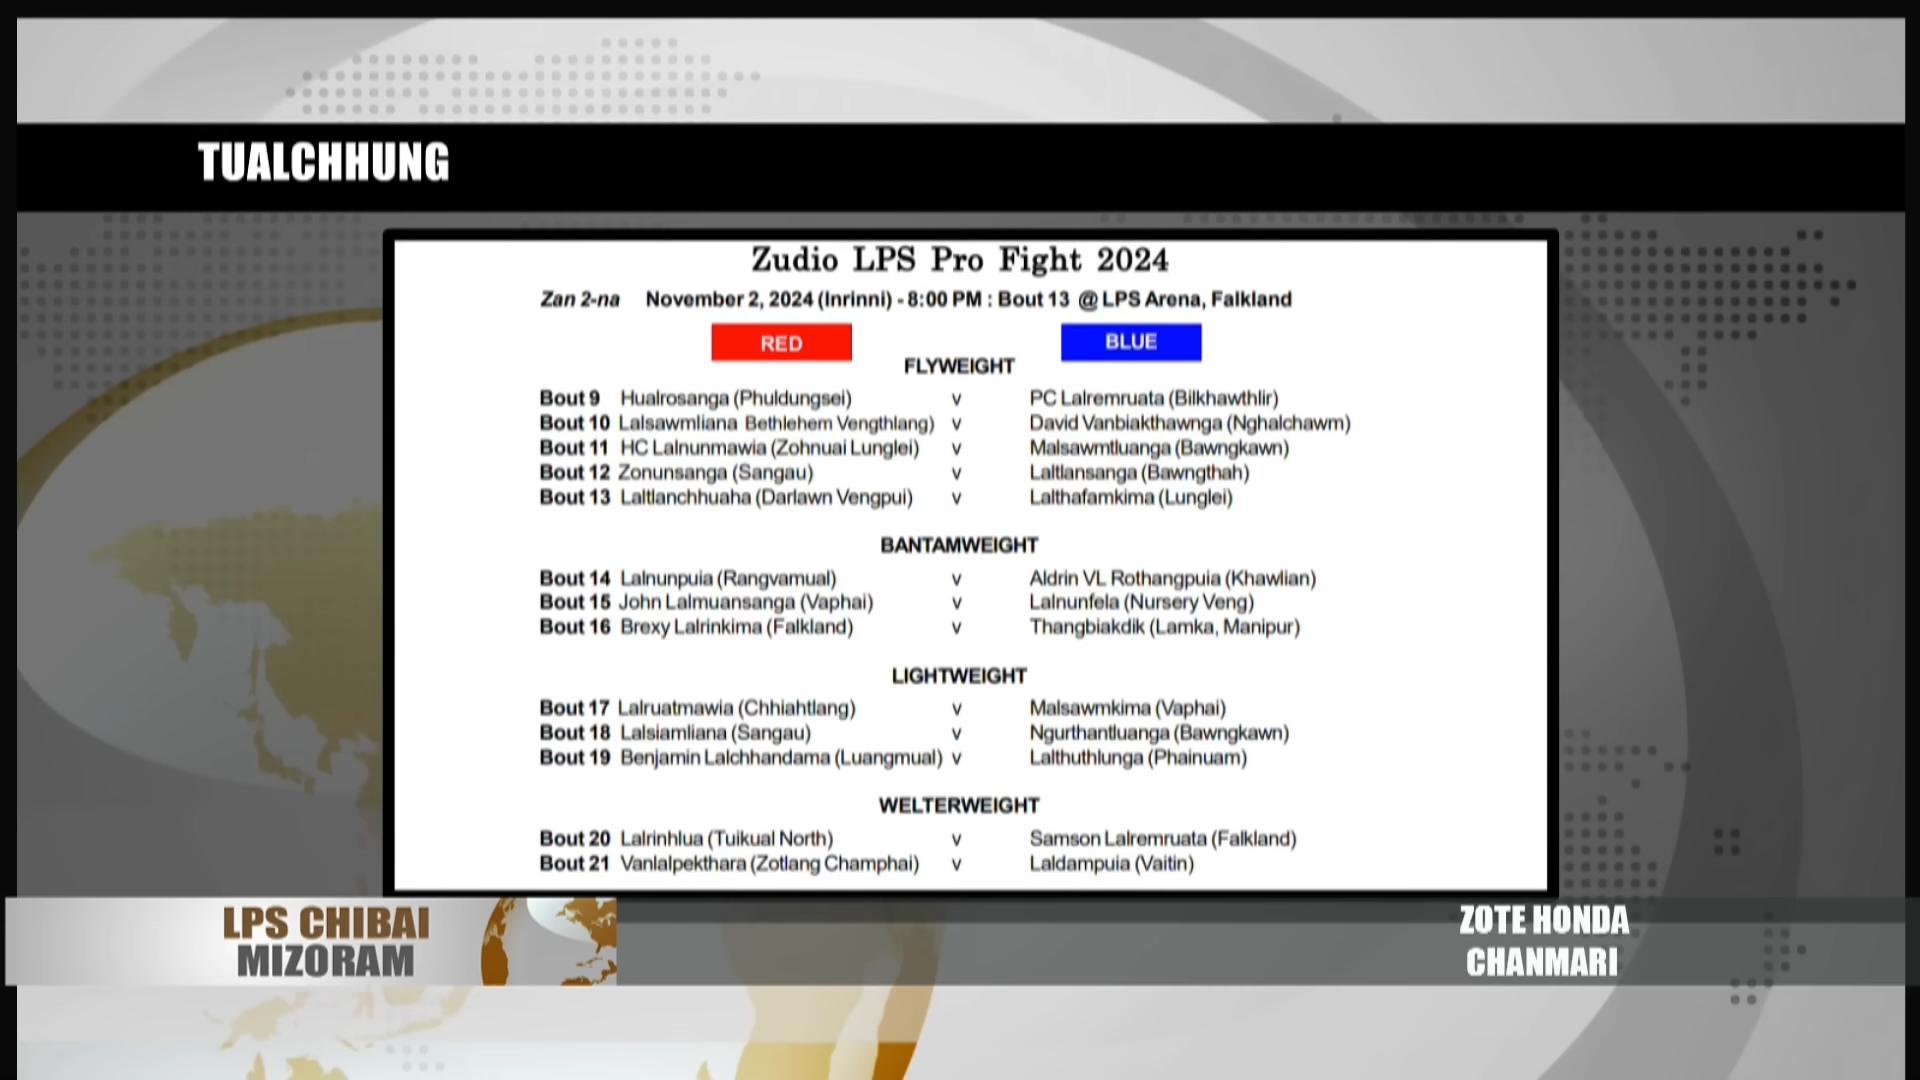 TUALCHHUNG
Zudio LPS Pro Fight 2024
Zan 2-na November 2, 2024 (Inrinni) - 8:00 PM : Bout 13 @ LPS Arena, Falkland
RED BLUE
FLYWEIGHT
Bout 9 Hualrosanga (Phuldungsei) v PC Lalremruata (Bilkhawthlir)
Bout 10 Lalsawmliana Bethlehem Vengthlang) v David Vanbiakthawnga (Nghalchawm)
Bout 11 HC Lalnunmawia (Zohnuai Lunglei) v Malsawmtluanga (Bawngkawn)
Bout 12 Zonunsanga (Sangau) v Laltlansanga (Bawngthah)
Bout 13 Laltlanchhuaha (Darlawn Vengpui) v Lalthafamkima (Lunglei)
BANTAMWEIGHT
Bout 14 Lalnunpuia (Rangvamual) v Aldrin VL Rothangpuia (Khawlian)
Bout 15 John Lalmuansanga (Vaphai) v Lalnunfela (Nursery Veng)
Bout 16 Brexy Lalrinkima (Falkland) v Thangbiakdik (Lamka, Manipur)
LIGHTWEIGHT
Bout 17 Lalruatmawia (Chhiahtlang) v Malsawmkima (Vaphai)
Bout 18 Lalsiamliana (Sangau) v Ngurthantluanga (Bawngkawn)
Bout 19 Benjamin Lalchhandama (Luangmual) v Lalthuthlunga (Phainuam)
WELTERWEIGHT
Bout 20 Lalrinhlua (Tuikual North) v Samson Lalremruata (Falkland)
Bout 21 Vanlalpekthara (Zotlang Champhai) v Laldampuia (Vaitin)
LPS CHIBAI
MIZORAM
ZOTE HONDA
CHANMARI